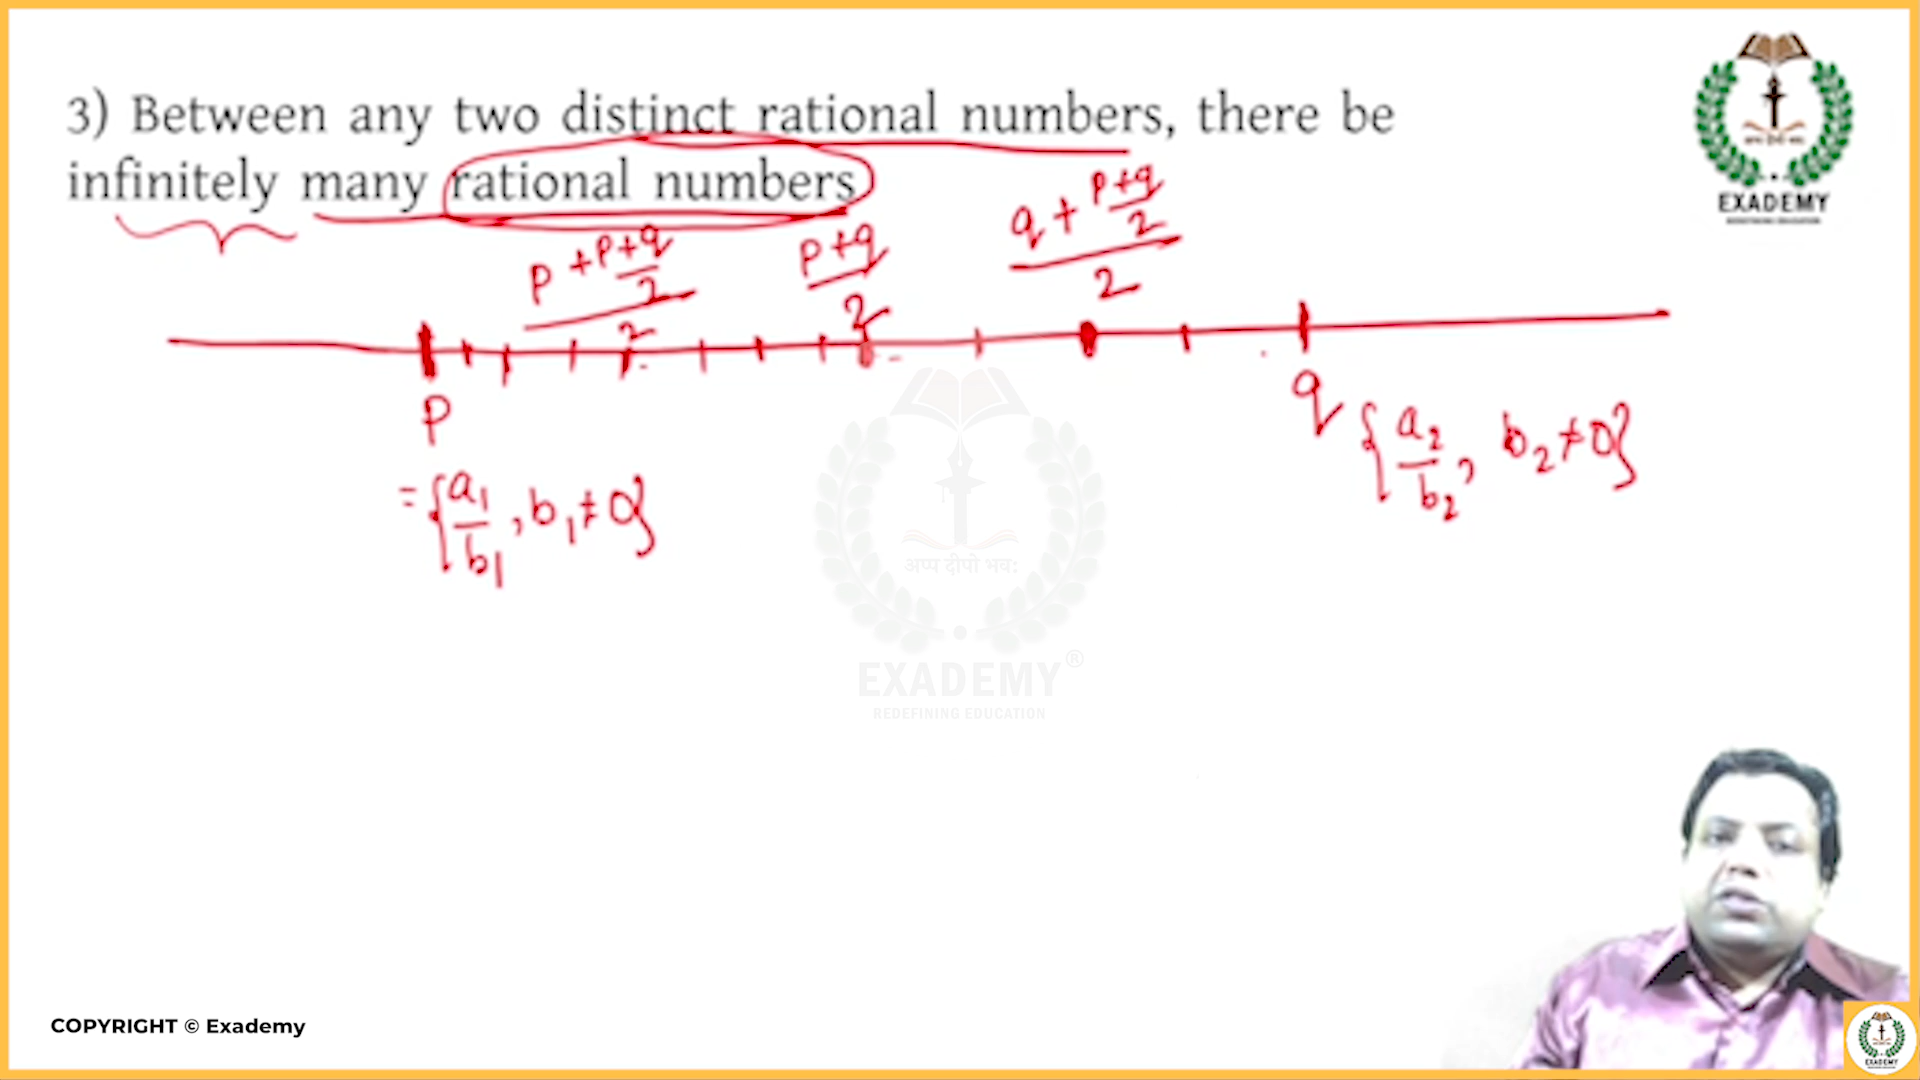 3) Between any two distinct rational numbers, there be
infinitely many rational numbers
p + p+q/2 / 2
p+q / 2
q + p+q/2 / 2
p
q
{a₂/b₂, b₂≠0}
={a₁/b₁, b₁≠0}
EXADEMY
अप्प दीपो भव:
EXADEMY®
REDEFINING EDUCATION
COPYRIGHT © Exademy
EXADEMY